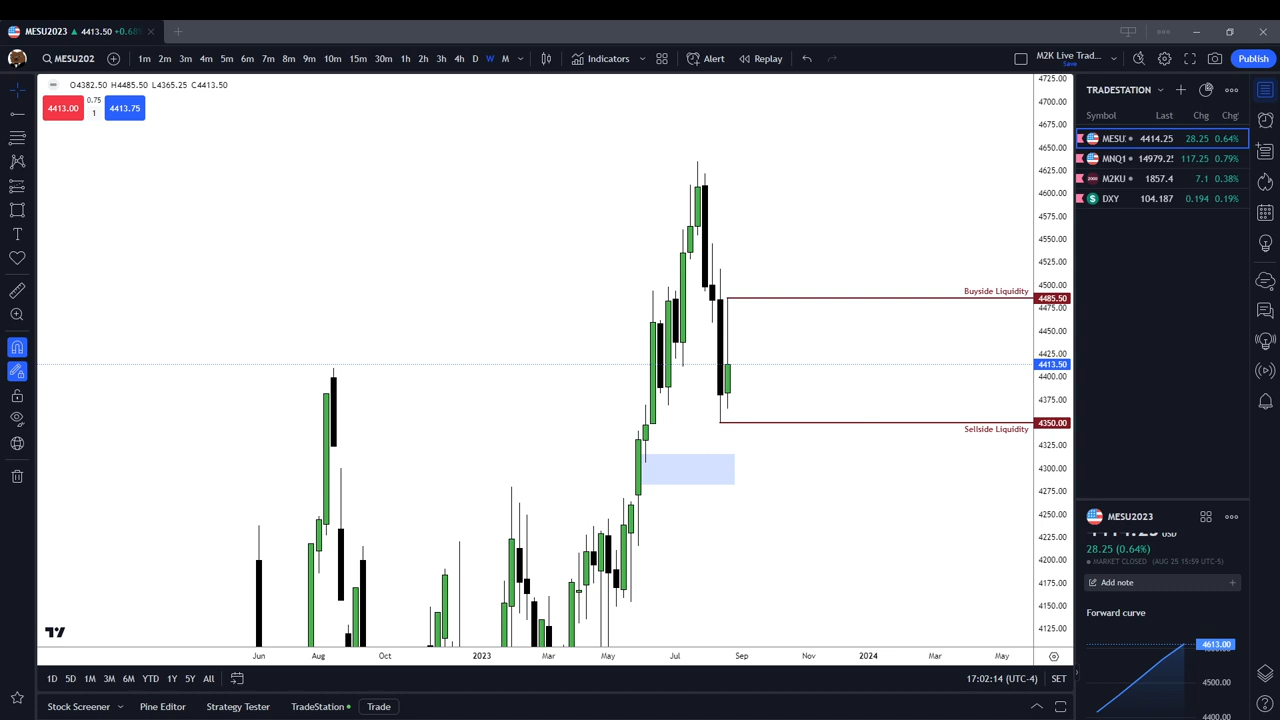 MESU2023 ▲ 4413.50 +0.68
MESU202
1m 2m 3m 4m 5m 6m 7m 8m 9m 10m 15m 30m 1h 2h 3h 4h D W M
Indicators
Alert
Replay
M2K Live Trad...
Save
Publish
O4382.50 H4485.50 L4365.25 C4413.50
4413.00
0.75
1
4413.75
4725.00
4700.00
4675.00
4650.00
4625.00
4600.00
4575.00
4550.00
4525.00
4500.00
Buyside Liquidity
4485.50
4475.00
4450.00
4425.00
4413.50
4400.00
4375.00
4350.00
Sellside Liquidity
4325.00
4300.00
4275.00
4250.00
4225.00
4200.00
4175.00
4150.00
4125.00
Jun Aug Oct 2023 Mar May Jul Sep Nov 2024 Mar May
1D 5D 1M 3M 6M YTD 1Y 5Y All
17:02:14 (UTC-4) SET
Stock Screener Pine Editor Strategy Tester TradeStation Trade
TRADESTATION
Symbol Last Chg Chg
MESU 4414.25 28.25 0.64%
MNQ1 14979.2 117.25 0.79%
M2KU 1857.4 7.1 0.38%
DXY 104.187 0.194 0.19%
MESU2023
USD
28.25 (0.64%)
MARKET CLOSED (AUG 25 15:59 UTC-5)
Add note
Forward curve
4613.00
4500.00
4400.00